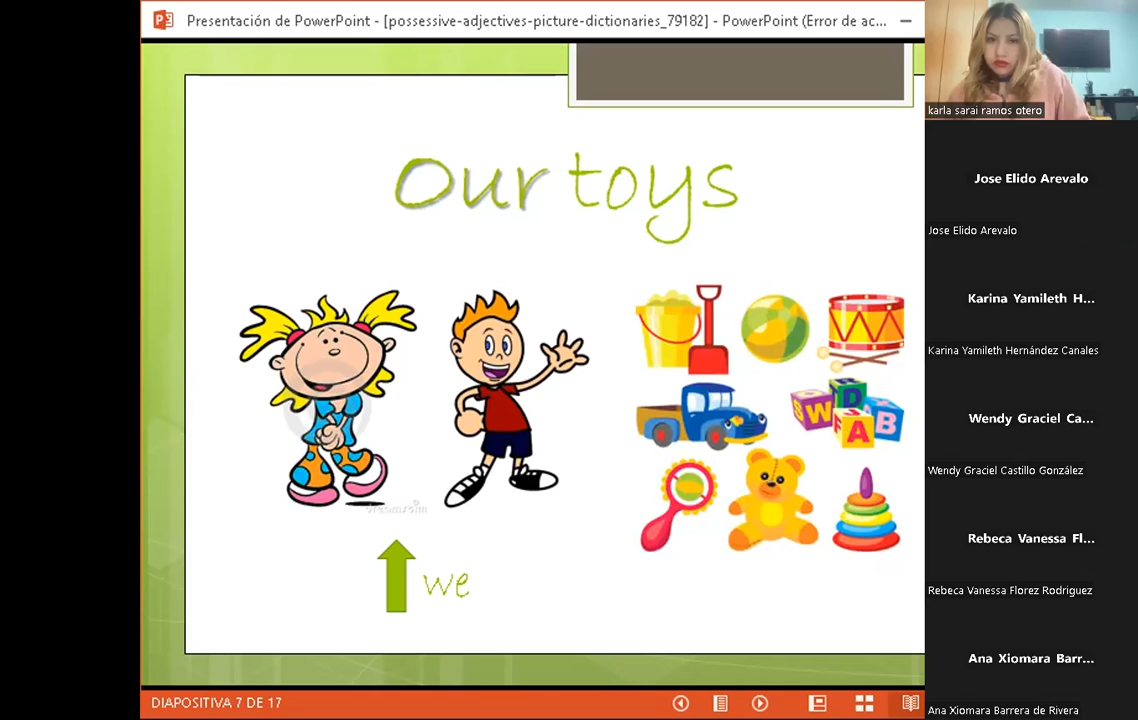 Presentación de PowerPoint - [possessive-adjectives-picture-dictionaries_79182] - PowerPoint (Error de ac...
karla sarai ramos otero
Our toys
we
W
D
B
A
dreamstime
DIAPOSITIVA 7 DE 17
Jose Elido Arevalo
Jose Elido Arevalo
Karina Yamileth H...
Karina Yamileth Hernández Canales
Wendy Graciel Ca...
Wendy Graciel Castillo González
Rebeca Vanessa Fl...
Rebeca Vanessa Florez Rodriguez
Ana Xiomara Barr...
Ana Xiomara Barrera de Rivera